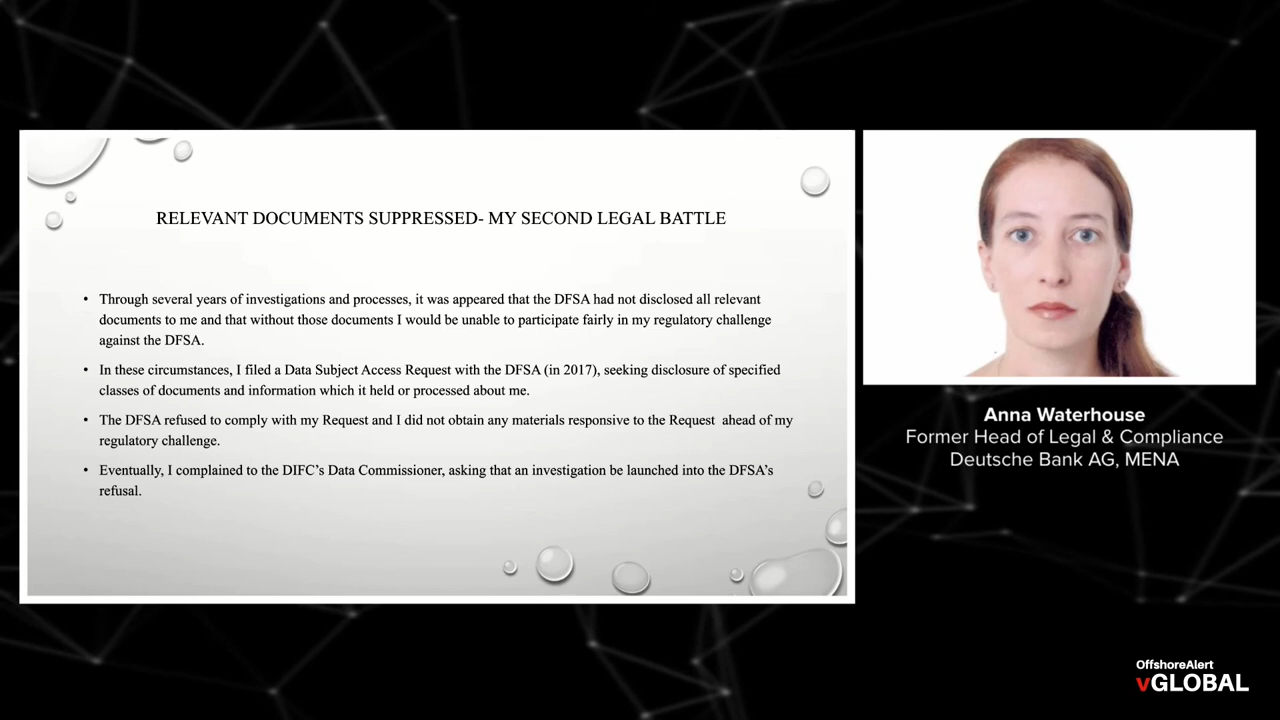 RELEVANT DOCUMENTS SUPPRESSED- MY SECOND LEGAL BATTLE
• Through several years of investigations and processes, it was appeared that the DFSA had not disclosed all relevant
documents to me and that without those documents I would be unable to participate fairly in my regulatory challenge
against the DFSA.
• In these circumstances, I filed a Data Subject Access Request with the DFSA (in 2017), seeking disclosure of specified
classes of documents and information which it held or processed about me.
• The DFSA refused to comply with my Request and I did not obtain any materials responsive to the Request ahead of my
regulatory challenge.
• Eventually, I complained to the DIFC’s Data Commissioner, asking that an investigation be launched into the DFSA’s
refusal.
Anna Waterhouse
Former Head of Legal & Compliance
Deutsche Bank AG, MENA
OffshoreAlert
vGLOBAL